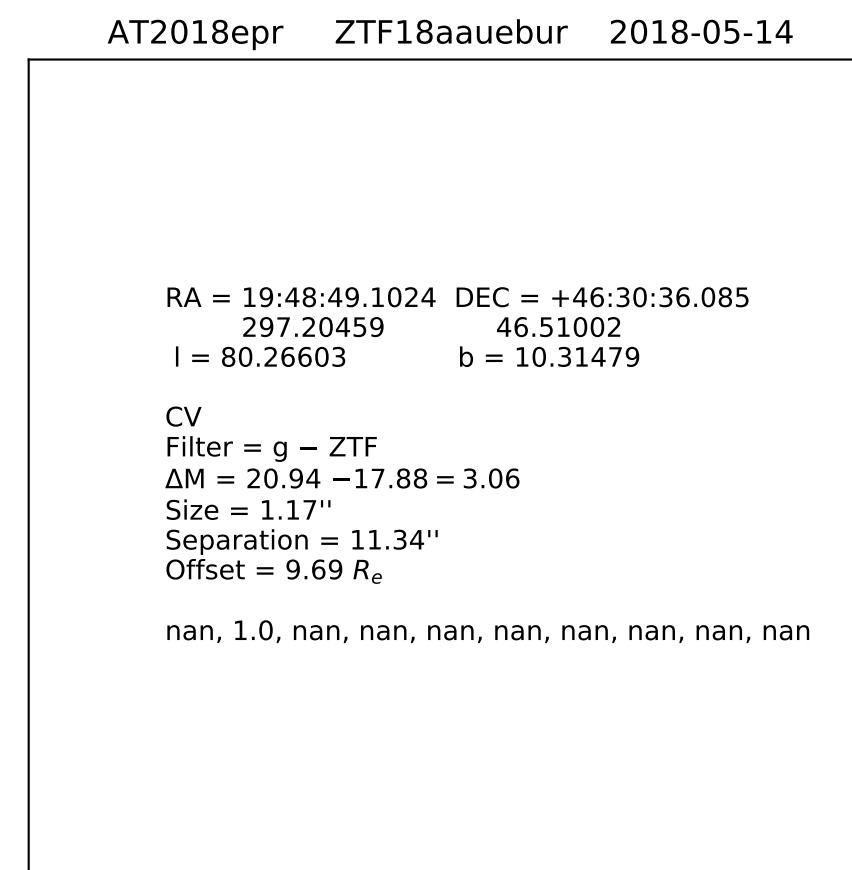 AT2018epr ZTF18aauebur 2018-05-14
RA = 19:48:49.1024 DEC = +46:30:36.085
297.20459 46.51002
l = 80.26603 b = 10.31479
CV
Filter = g − ZTF
ΔM = 20.94 −17.88 = 3.06
Size = 1.17''
Separation = 11.34''
Offset = 9.69 Rₑ
nan, 1.0, nan, nan, nan, nan, nan, nan, nan, nan